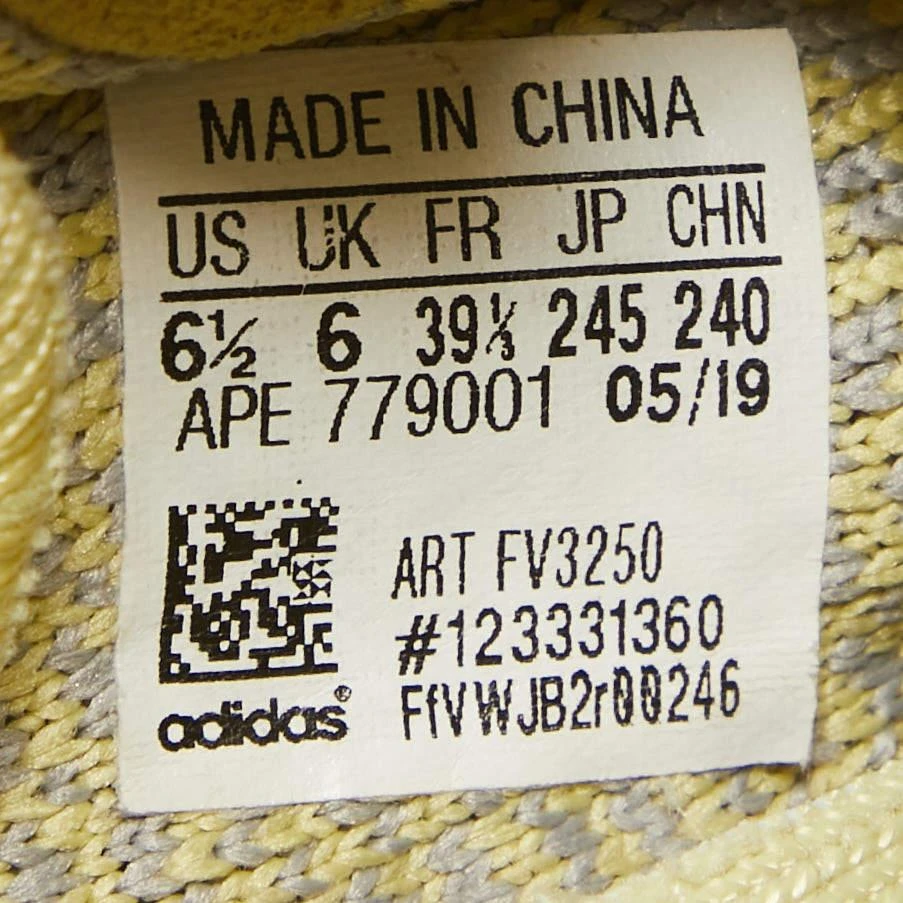 MADE IN CHINA
US UK FR JP CHN
6½ 6 39⅓ 245 240
APE 779001 05/19
ART FV3250
#123331360
FfVWJB2r00246
adidas®